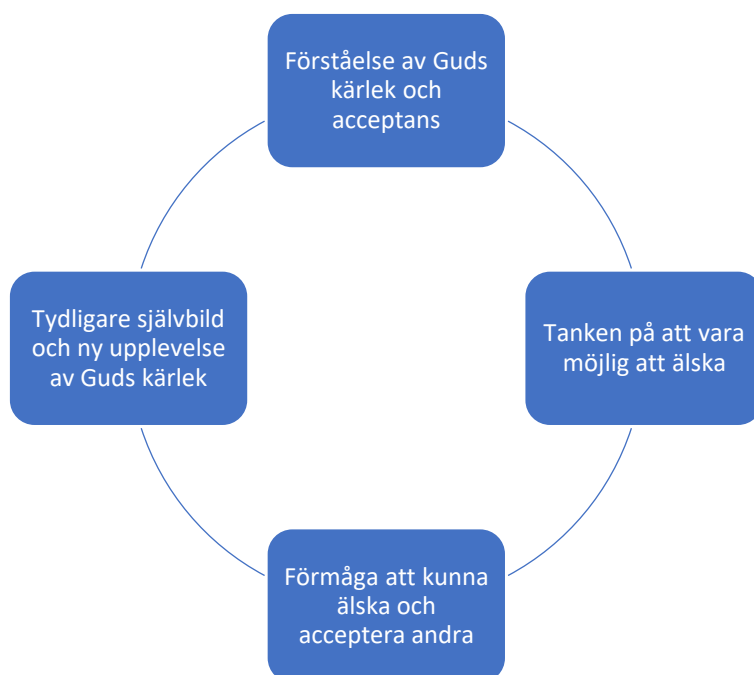 Förståelse av Guds
kärlek och
acceptans
Tanken på att vara
möjlig att älska
Förmåga att kunna
älska och
acceptera andra
Tydligare självbild
och ny upplevelse
av Guds kärlek